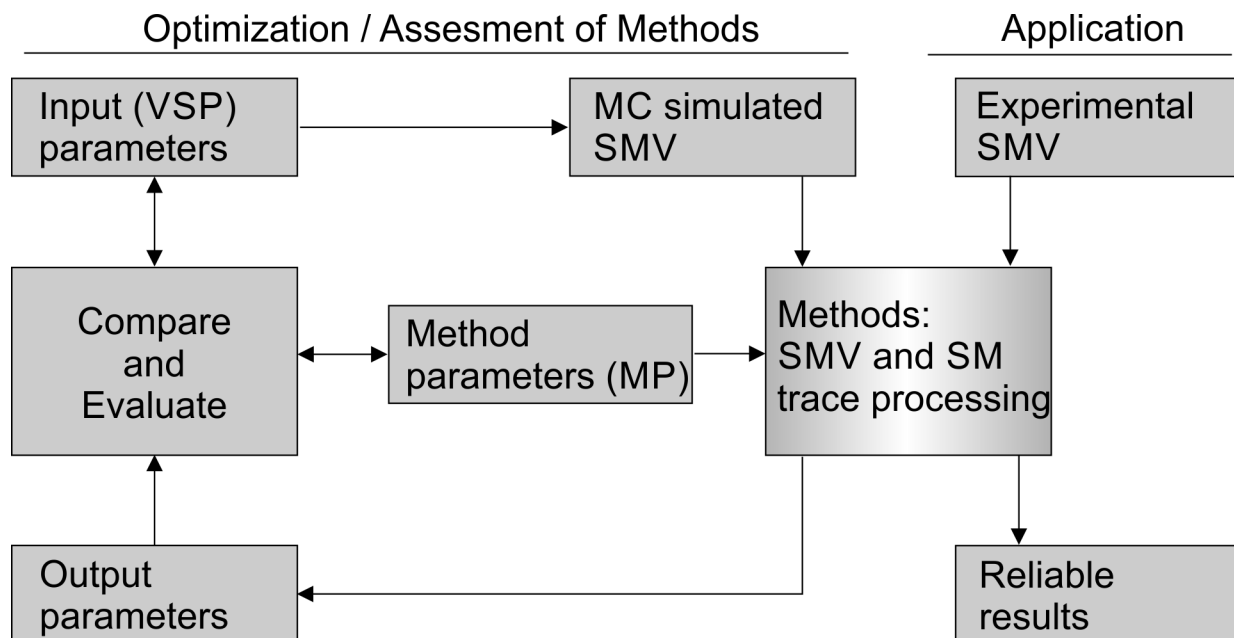 Optimization / Assesment of Methods
Application
Input (VSP)
parameters
MC simulated
SMV
Experimental
SMV
Compare
and
Evaluate
Method
parameters (MP)
Methods:
SMV and SM
trace processing
Output
parameters
Reliable
results